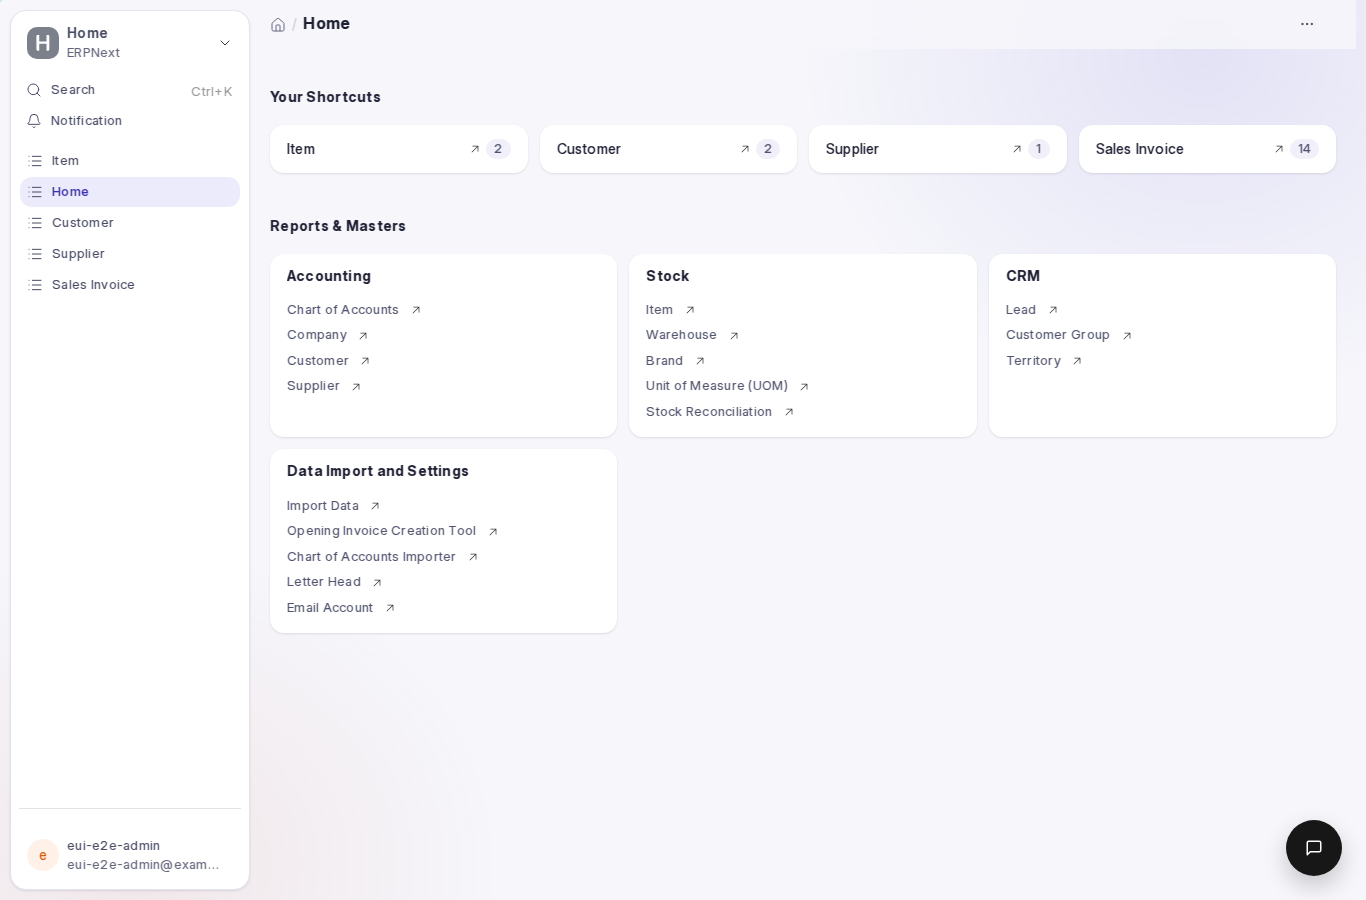 H
Home
ERPNext
Search
Ctrl+K
Notification
Item
Home
Customer
Supplier
Sales Invoice
e
eui-e2e-admin
eui-e2e-admin@exam...
/ Home
Your Shortcuts
Item 2
Customer 2
Supplier 1
Sales Invoice 14
Reports & Masters
Accounting
Chart of Accounts
Company
Customer
Supplier
Stock
Item
Warehouse
Brand
Unit of Measure (UOM)
Stock Reconciliation
CRM
Lead
Customer Group
Territory
Data Import and Settings
Import Data
Opening Invoice Creation Tool
Chart of Accounts Importer
Letter Head
Email Account